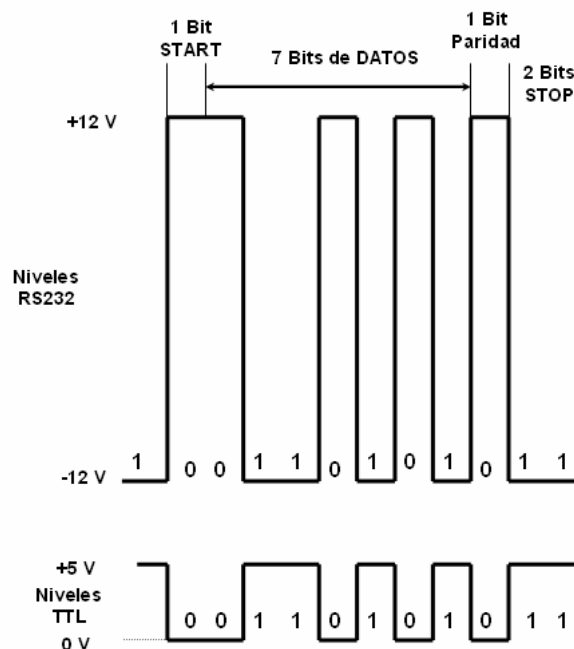 1 Bit
START
7 Bits de DATOS
1 Bit
Paridad
2 Bits
STOP
+12 V
Niveles
RS232
1 0 0 1 1 0 1 0 1 0 1 1
-12 V
+5 V
Niveles
TTL
0 0 1 1 0 1 0 1 0 1 1
0 V